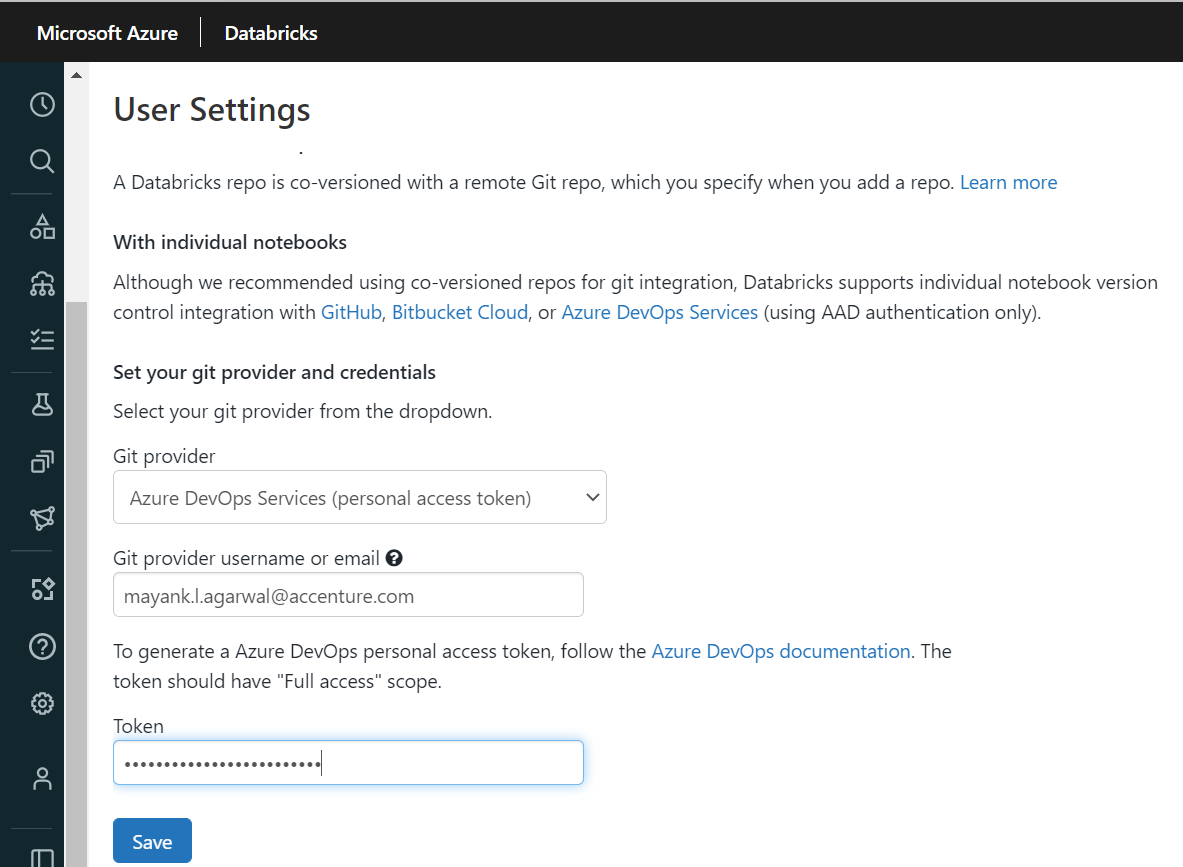 Microsoft Azure Databricks
User Settings
A Databricks repo is co-versioned with a remote Git repo, which you specify when you add a repo. Learn more
With individual notebooks
Although we recommended using co-versioned repos for git integration, Databricks supports individual notebook version
control integration with GitHub, Bitbucket Cloud, or Azure DevOps Services (using AAD authentication only).
Set your git provider and credentials
Select your git provider from the dropdown.
Git provider
Azure DevOps Services (personal access token)
Git provider username or email
mayank.l.agarwal@accenture.com
To generate a Azure DevOps personal access token, follow the Azure DevOps documentation. The
token should have "Full access" scope.
Token
•••••••••••••••••••••••••
Save